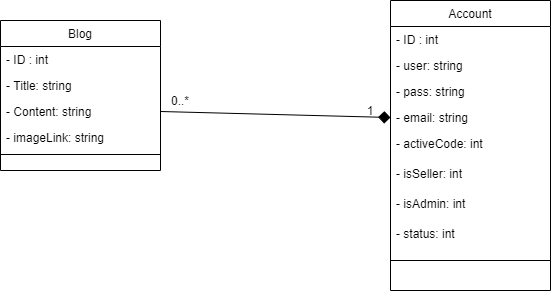 Blog
- ID : int
- Title: string
- Content: string
- imageLink: string
0..*
1
Account
- ID : int
- user: string
- pass: string
- email: string
- activeCode: int
- isSeller: int
- isAdmin: int
- status: int